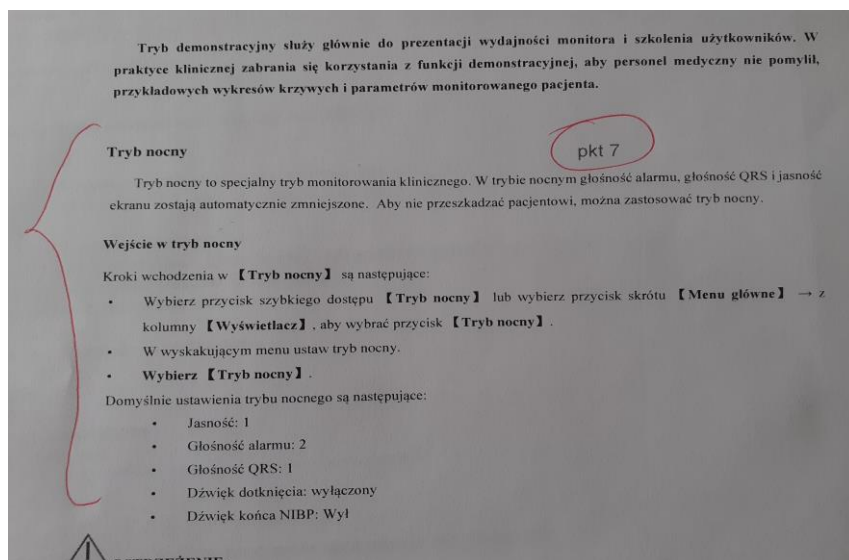 Tryb demonstracyjny służy głównie do prezentacji wydajności monitora i szkolenia użytkowników. W
praktyce klinicznej zabrania się korzystania z funkcji demonstracyjnej, aby personel medyczny nie pomylił,
przykładowych wykresów krzywych i parametrów monitorowanego pacjenta.
Tryb nocny
pkt 7
Tryb nocny to specjalny tryb monitorowania klinicznego. W trybie nocnym głośność alarmu, głośność QRS i jasność
ekranu zostają automatycznie zmniejszone. Aby nie przeszkadzać pacjentowi, można zastosować tryb nocny.
Wejście w tryb nocny
Kroki wchodzenia w 【Tryb nocny】 są następujące:
• Wybierz przycisk szybkiego dostępu 【Tryb nocny】 lub wybierz przycisk skrótu 【Menu główne】 → z
kolumny 【Wyświetlacz】, aby wybrać przycisk 【Tryb nocny】.
• W wyskakującym menu ustaw tryb nocny.
• Wybierz 【Tryb nocny】.
Domyślnie ustawienia trybu nocnego są następujące:
• Jasność: 1
• Głośność alarmu: 2
• Głośność QRS: 1
• Dźwięk dotknięcia: wyłączony
• Dźwięk końca NIBP: Wył